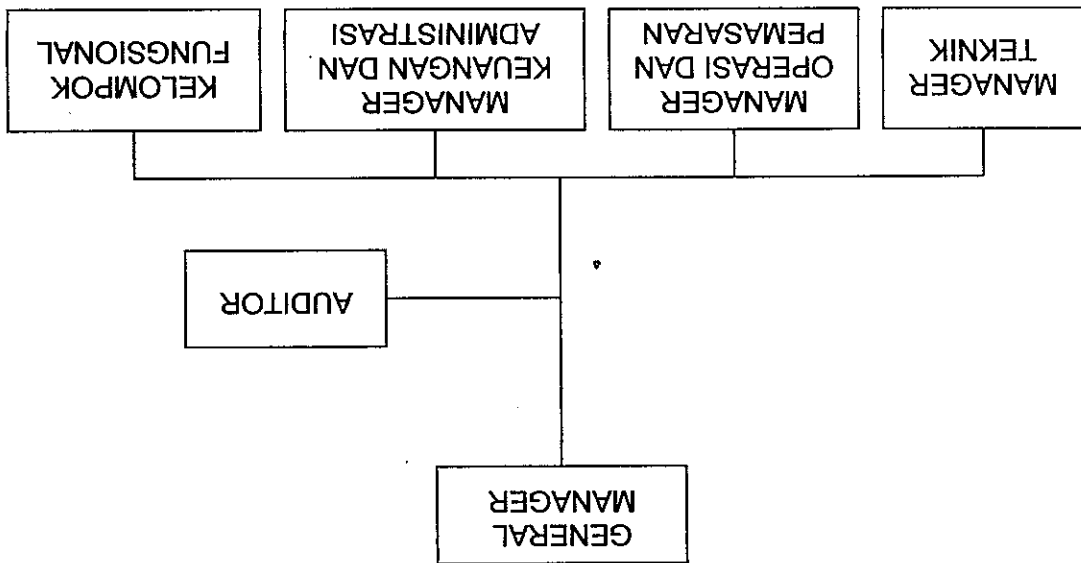 GENERAL
MANAGER
AUDITOR
MANAGER
TEKNIK
MANAGER
OPERASI DAN
PEMASARAN
MANAGER
KEUANGAN DAN
ADMINISTRASI
KELOMPOK
FUNGSIONAL